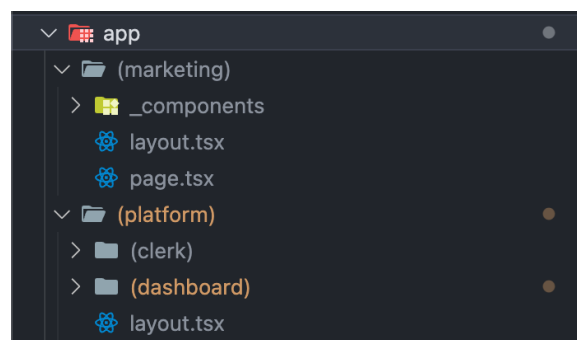 app
(marketing)
_components
layout.tsx
page.tsx
(platform)
(clerk)
(dashboard)
layout.tsx